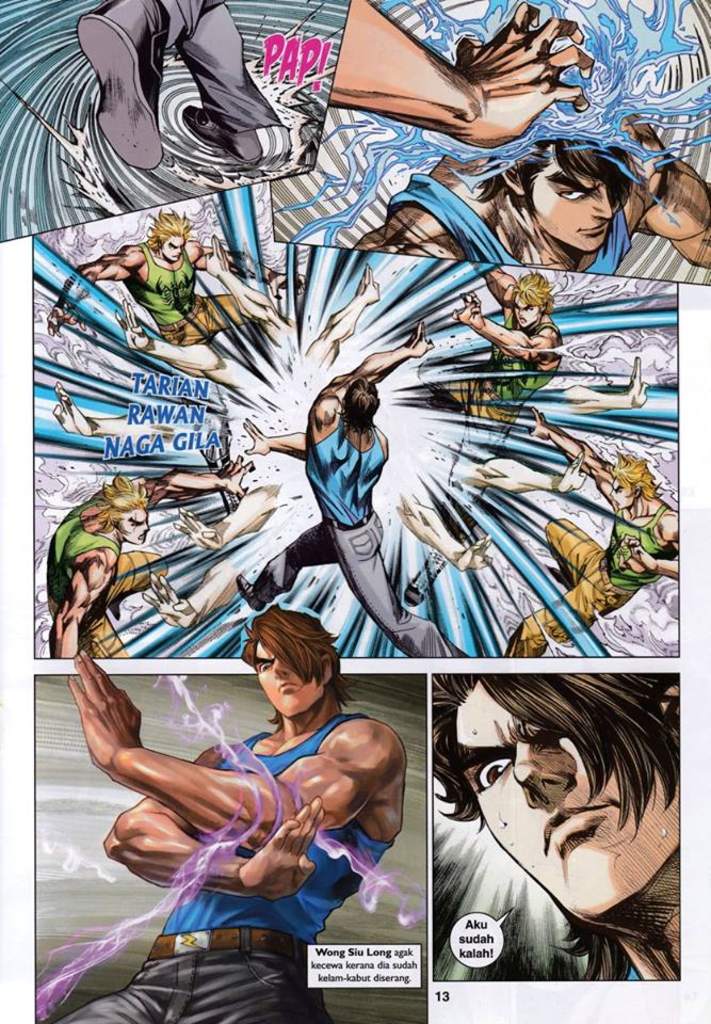 PAP!
TARIAN
RAWAN
NAGA GILA
Wong Siu Long agak
kecewa kerana dia sudah
kelam-kabut diserang.
Aku
sudah
kalah!
13